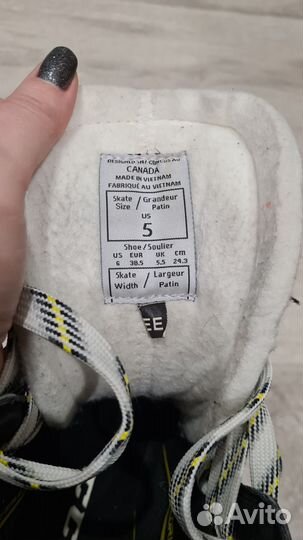 CANADA
MADE IN VIETNAM
FABRIQUÉ AU VIETNAM
Skate / Grandeur
Size / Patin
US
5
Shoe/Soulier
US EUR UK CM
6 38.5 5.5 24.3
Skate / Largeur
Width / Patin
EE
Avito